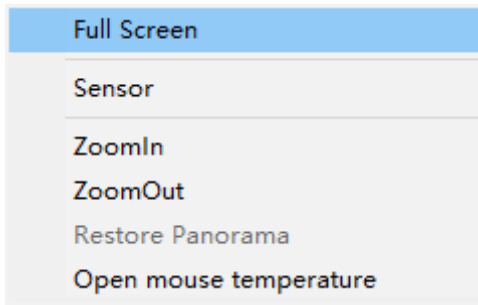 Full Screen
Sensor
ZoomIn
ZoomOut
Restore Panorama
Open mouse temperature